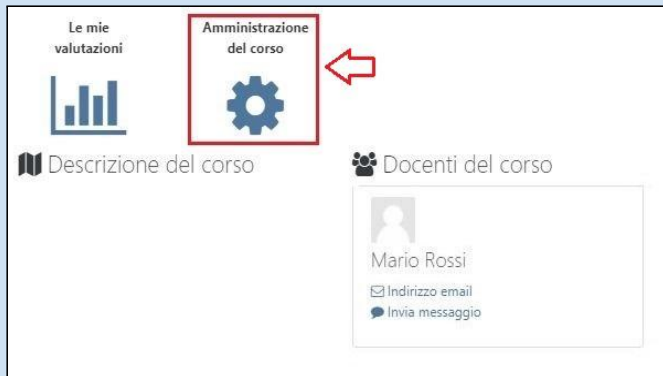 Le mie
valutazioni
Amministrazione
del corso
Descrizione del corso
Docenti del corso
Mario Rossi
Indirizzo email
Invia messaggio